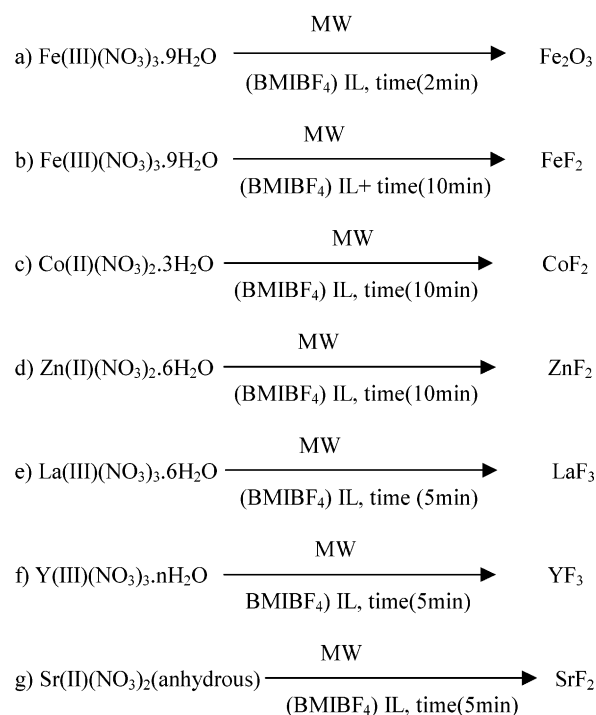 MW
a) Fe(III)(NO₃)₃.9H₂O Fe₂O₃
(BMIBF₄) IL, time(2min)
MW
b) Fe(III)(NO₃)₃.9H₂O FeF₂
(BMIBF₄) IL+ time(10min)
MW
c) Co(II)(NO₃)₂.3H₂O CoF₂
(BMIBF₄) IL, time(10min)
MW
d) Zn(II)(NO₃)₂.6H₂O ZnF₂
(BMIBF₄) IL, time(10min)
MW
e) La(III)(NO₃)₃.6H₂O LaF₃
(BMIBF₄) IL, time (5min)
MW
f) Y(III)(NO₃)₃.nH₂O YF₃
BMIBF₄) IL, time(5min)
MW
g) Sr(II)(NO₃)₂(anhydrous) SrF₂
(BMIBF₄) IL, time(5min)